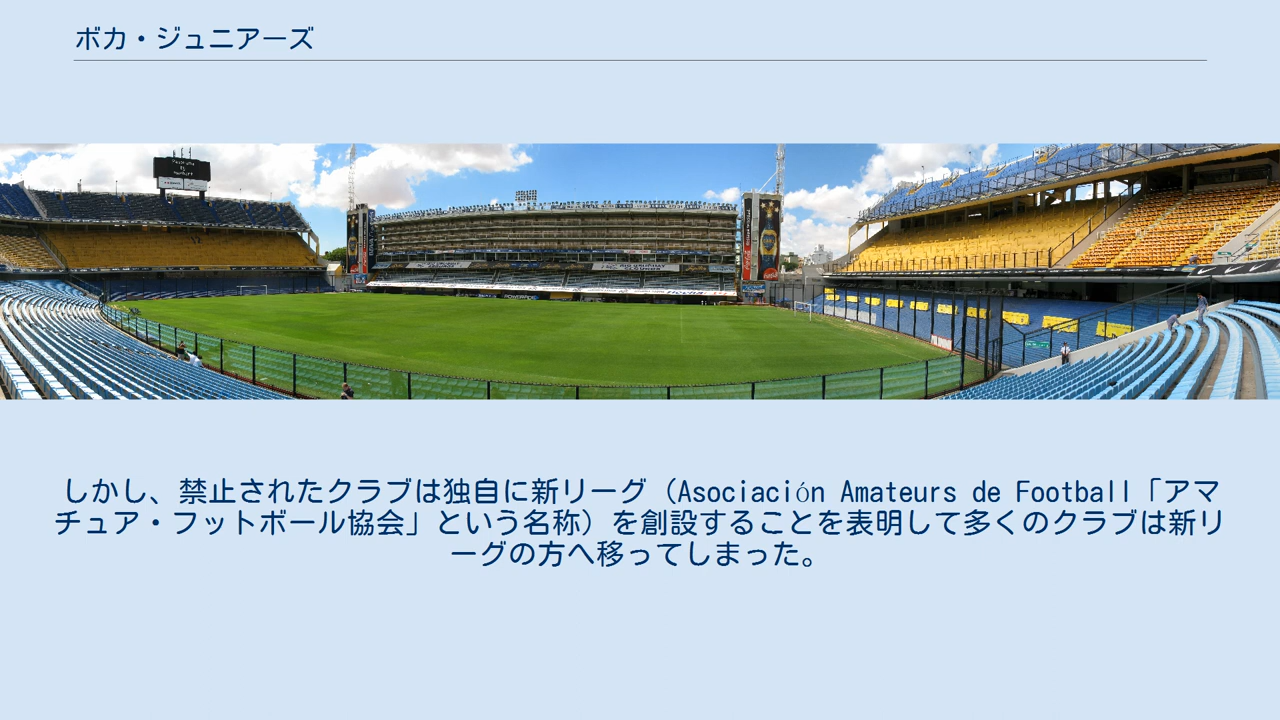 ボカ・ジュニアーズ
しかし、禁止されたクラブは独自に新リーグ（Asociación Amateurs de Football「アマ
チュア・フットボール協会」という名称）を創設することを表明して多くのクラブは新リ
ーグの方へ移ってしまった。